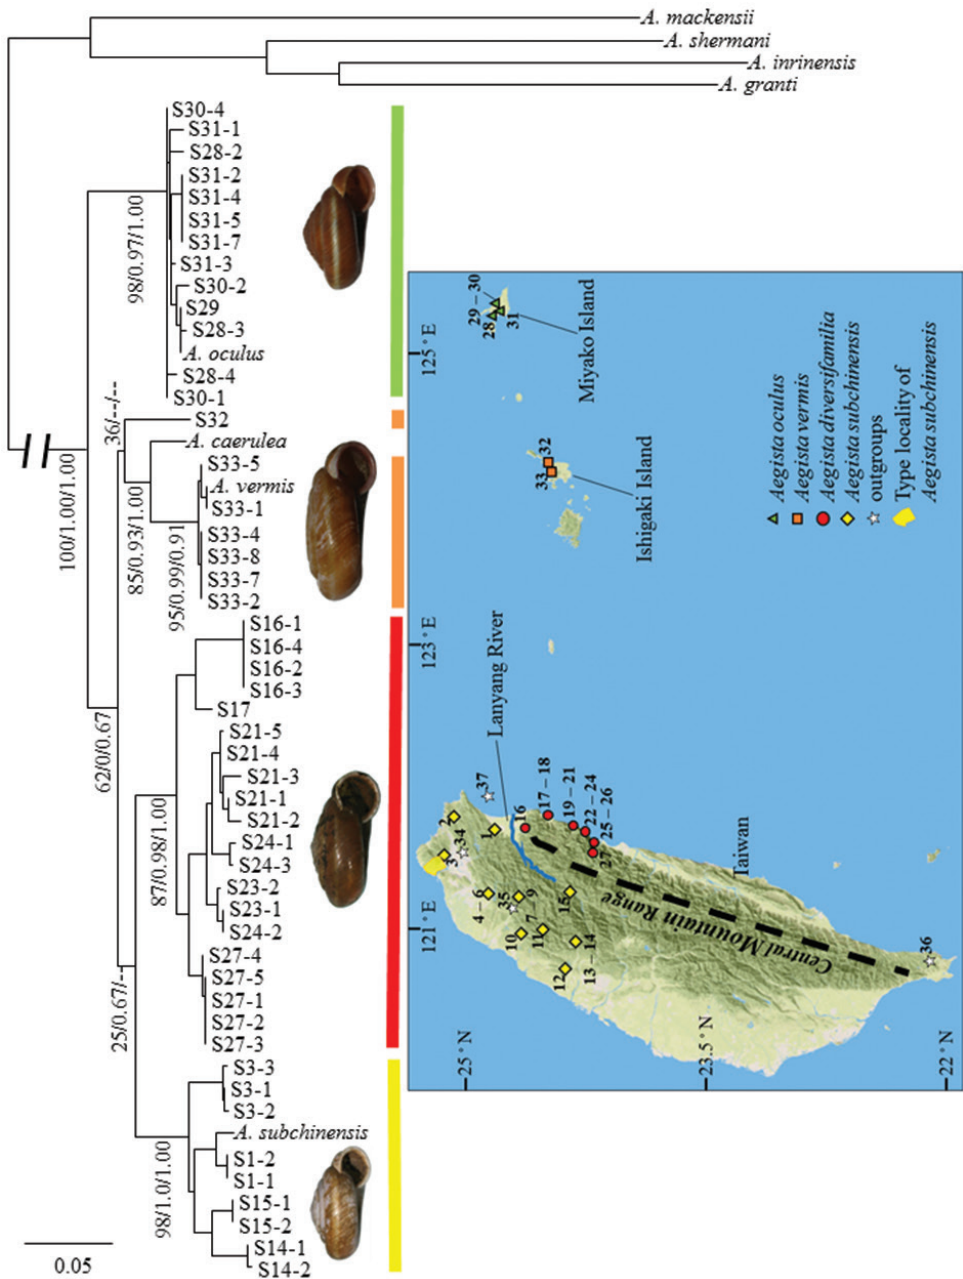 A. mackensii
A. shermani
A. inrinensis
A. granti
S30-4
S31-1
S28-2
S31-2
S31-4
S31-5
S31-7
S31-3
S30-2
S29
S28-3
A. oculus
S28-4
S30-1
98/0.97/1.00
36/--/--
S32
A. caerulea
S33-5
A. vermis
S33-1
S33-4
S33-8
S33-7
S33-2
100/1.00/1.00
85/0.93/1.00
95/0.99/0.91
S16-1
S16-4
S16-2
S16-3
S17
S21-5
S21-4
S21-3
S21-1
S21-2
S24-1
S24-3
S23-2
S23-1
S24-2
S27-4
S27-5
S27-1
S27-2
S27-3
62/0/0.67
87/0.98/1.00
25/0.67/--
S3-3
S3-1
S3-2
A. subchinensis
S1-2
S1-1
S15-1
S15-2
S14-1
S14-2
98/1.0/1.00
0.05
125°E
123°E
121°E
25°N
23.5°N
22°N
29 – 30
28
31
Miyako Island
32
33
Ishigaki Island
Aegista oculus
Aegista vermis
Aegista diversifamilia
Aegista subchinensis
outgroups
Type locality of
Aegista subchinensis
Lanyang River
37
2
34
3
1
16
17 – 18
19 – 21
22 – 24
25 – 26
27
4 – 6
35
7 – 9
10
11
15
12
13 – 14
Central Mountain Range
Taiwan
36